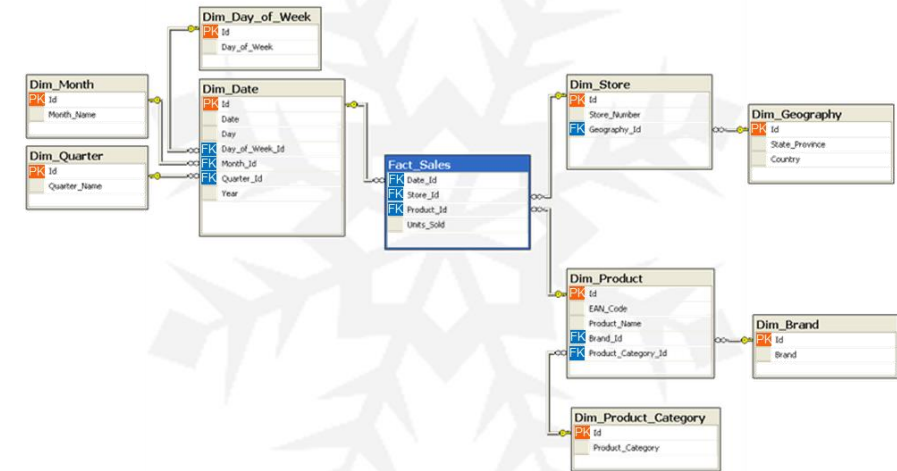 Dim_Day_of_Week
PK Id
Day_of_Week
Dim_Month
PK Id
Month_Name
Dim_Quarter
PK Id
Quarter_Name
Dim_Date
PK Id
Date
Day
FK Day_of_Week_Id
FK Month_Id
FK Quarter_Id
Year
Fact_Sales
FK Date_Id
FK Store_Id
FK Product_Id
Units_Sold
Dim_Store
PK Id
Store_Number
FK Geography_Id
Dim_Geography
PK Id
State_Province
Country
Dim_Product
PK Id
EAN_Code
Product_Name
FK Brand_Id
FK Product_Category_Id
Dim_Brand
PK Id
Brand
Dim_Product_Category
PK Id
Product_Category